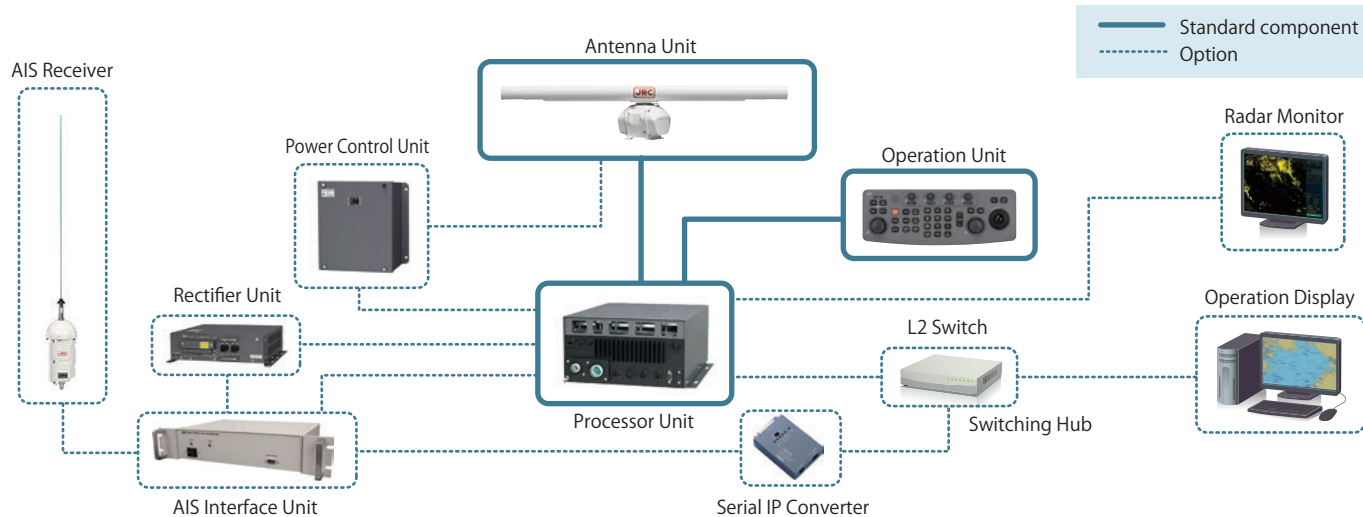 Standard component
Option
Antenna Unit
AIS Receiver
JRC
Radar Monitor
Power Control Unit
Operation Unit
Rectifier Unit
Operation Display
L2 Switch
Processor Unit
Switching Hub
AIS Interface Unit
Serial IP Converter